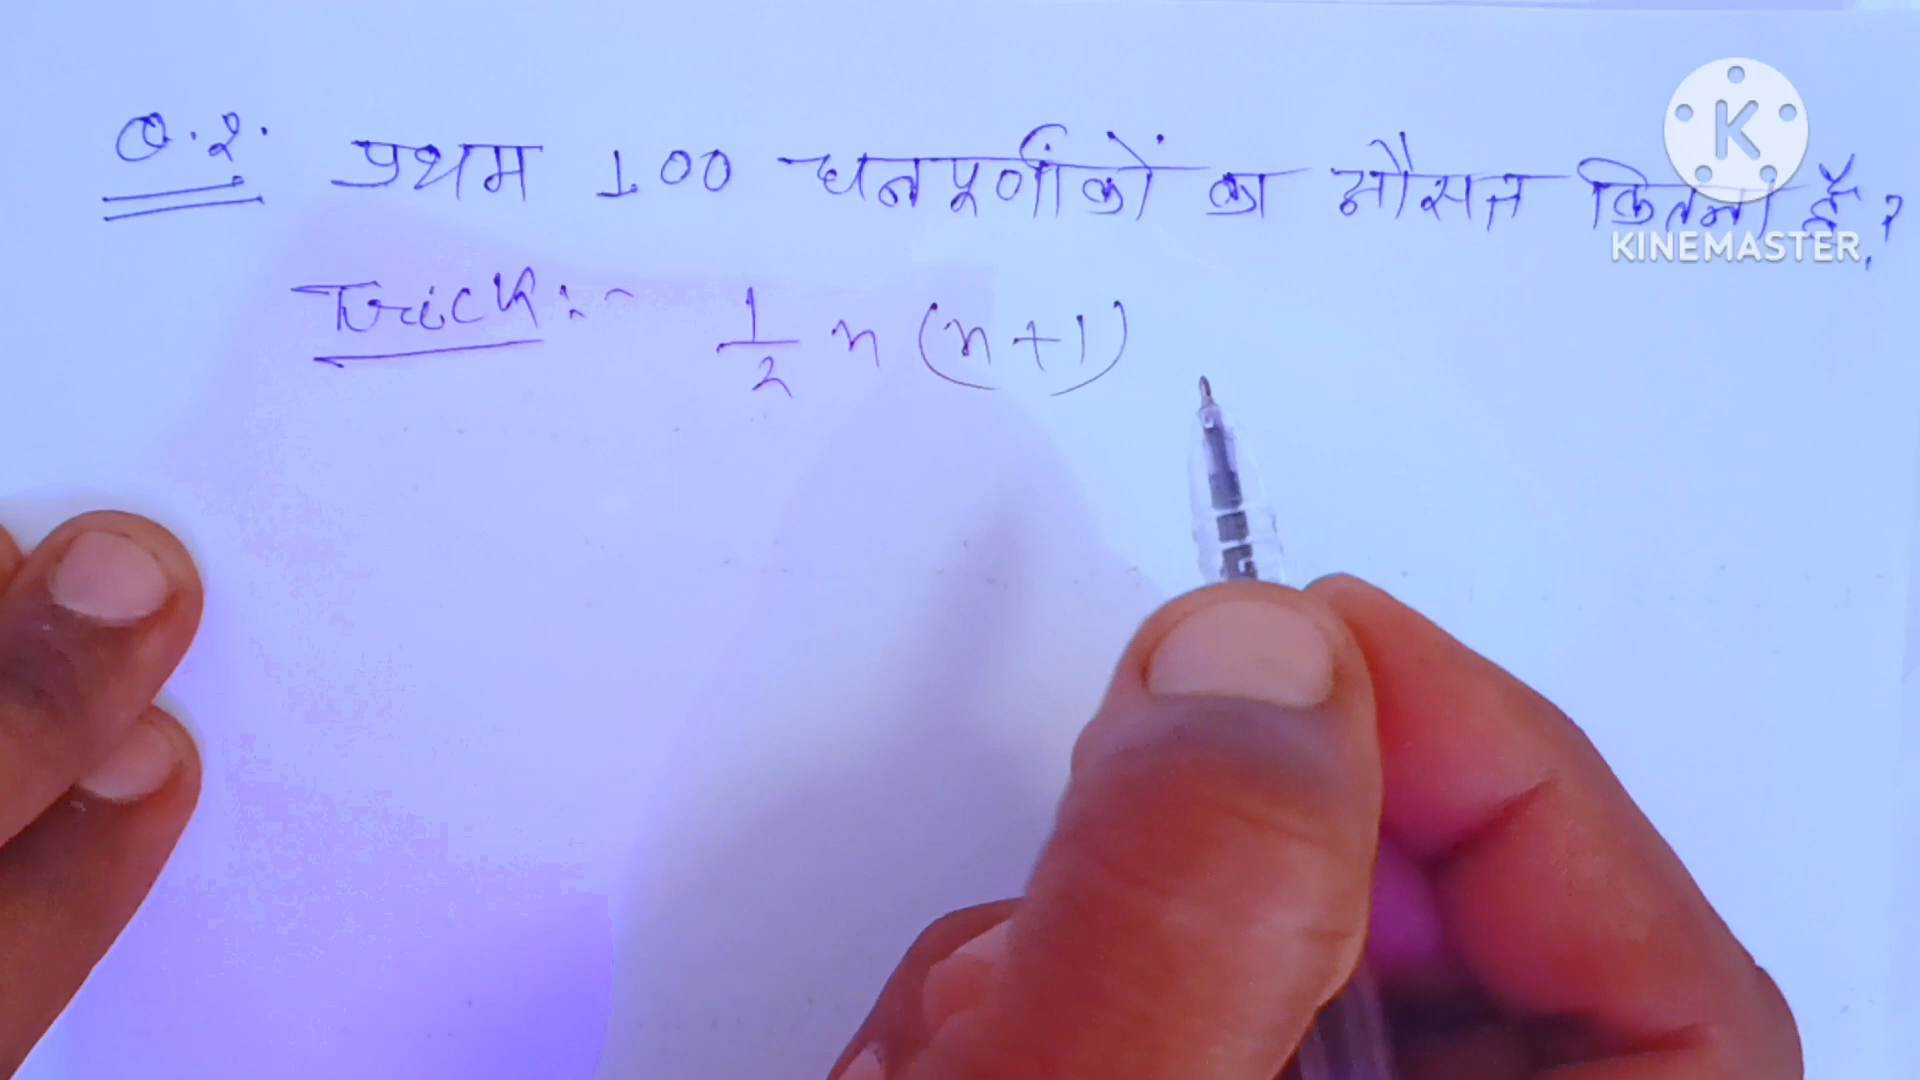 Q.2. प्रथम 100 धनपूर्णांकों का औसत कितना है?
Trick:- 1/2 n (n+1)
K
KINEMASTER